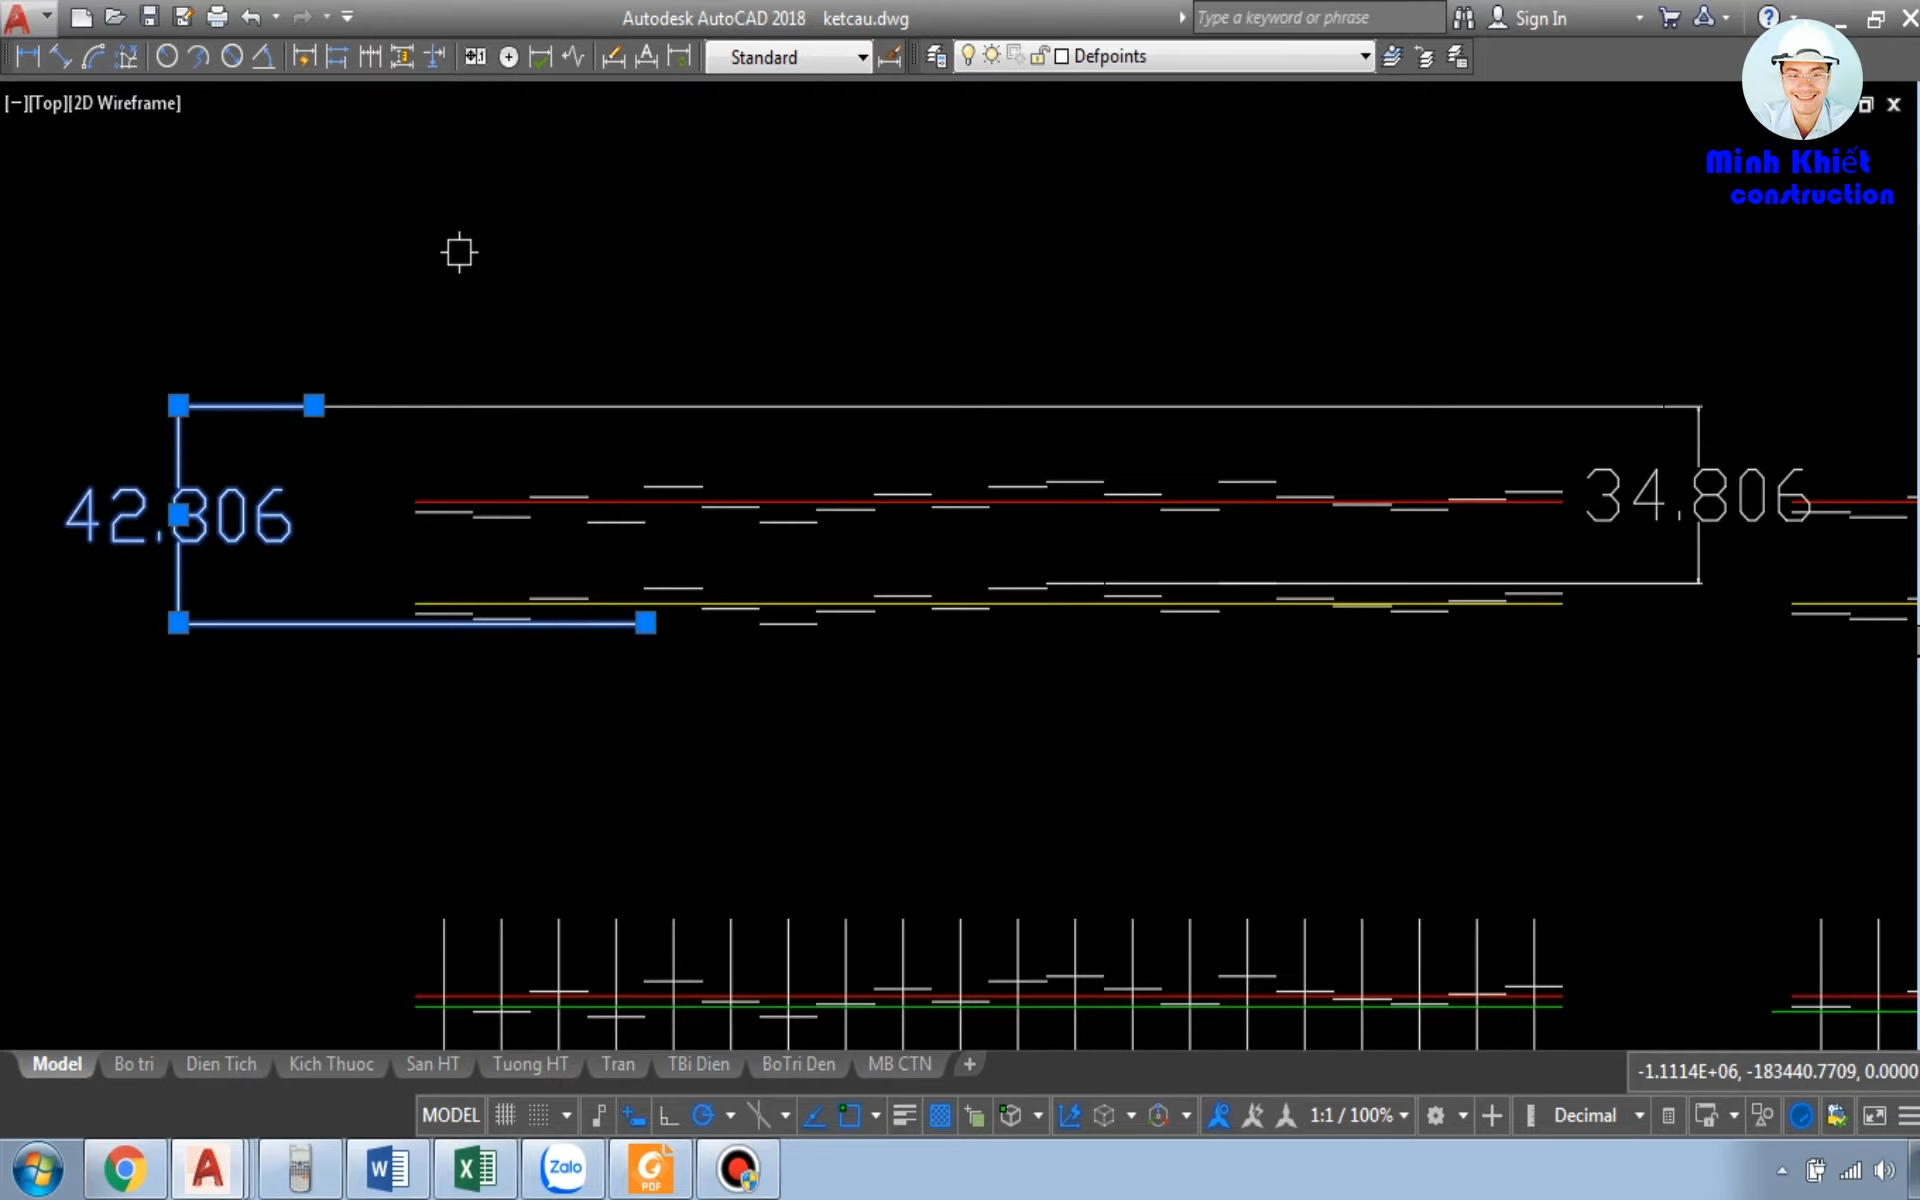 Autodesk AutoCAD 2018 ketcau.dwg
Type a keyword or phrase
Sign In
Standard
Defpoints
[−][Top][2D Wireframe]
Minh Khiết
construction
42.306
34.806
Model
Bo tri
Dien Tich
Kich Thuoc
San HT
Tuong HT
Tran
TBi Dien
BoTri Den
MB CTN
-1.1114E+06, -183440.7709, 0.0000
MODEL
1:1 / 100%
Decimal
Zalo
PDF